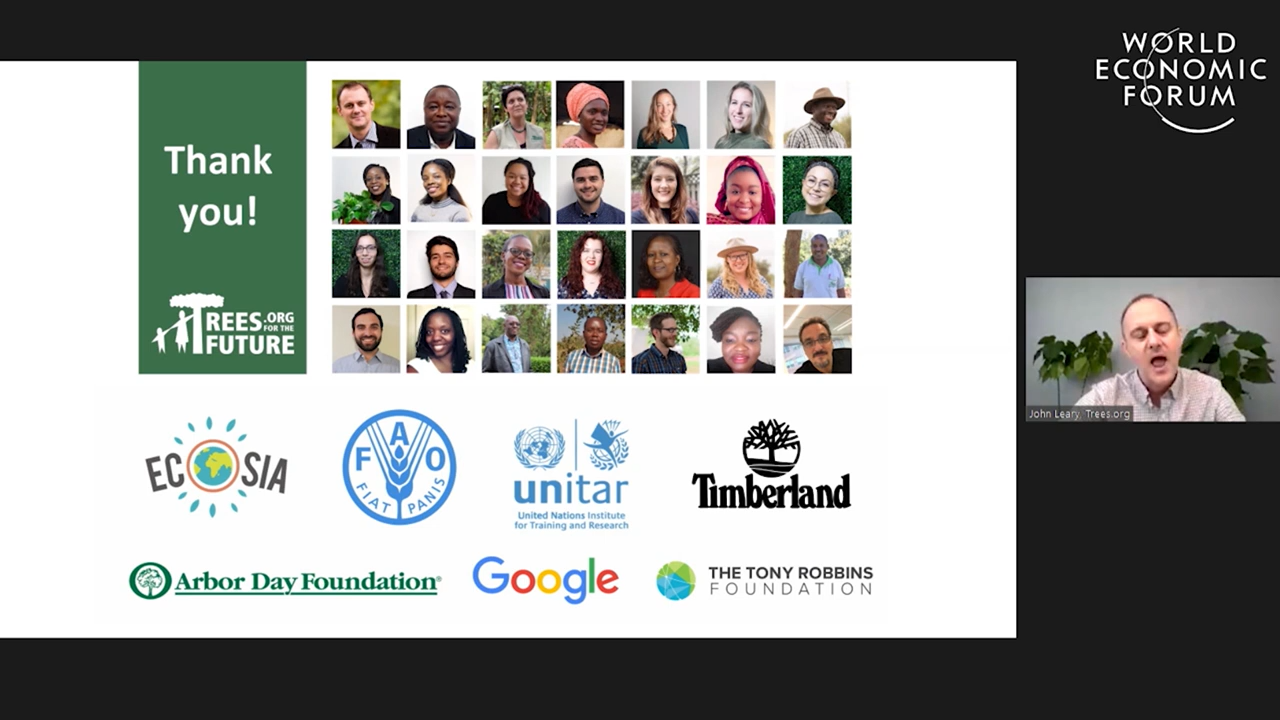 WORLD
ECONOMIC
FORUM
Thank
you!
TREES.ORG
FOR THE
FUTURE
ECOSIA
FAO
FIAT PANIS
unitar
United Nations Institute
for Training and Research
Timberland
Arbor Day Foundation®
Google
THE TONY ROBBINS
FOUNDATION
John Leary, Trees.org